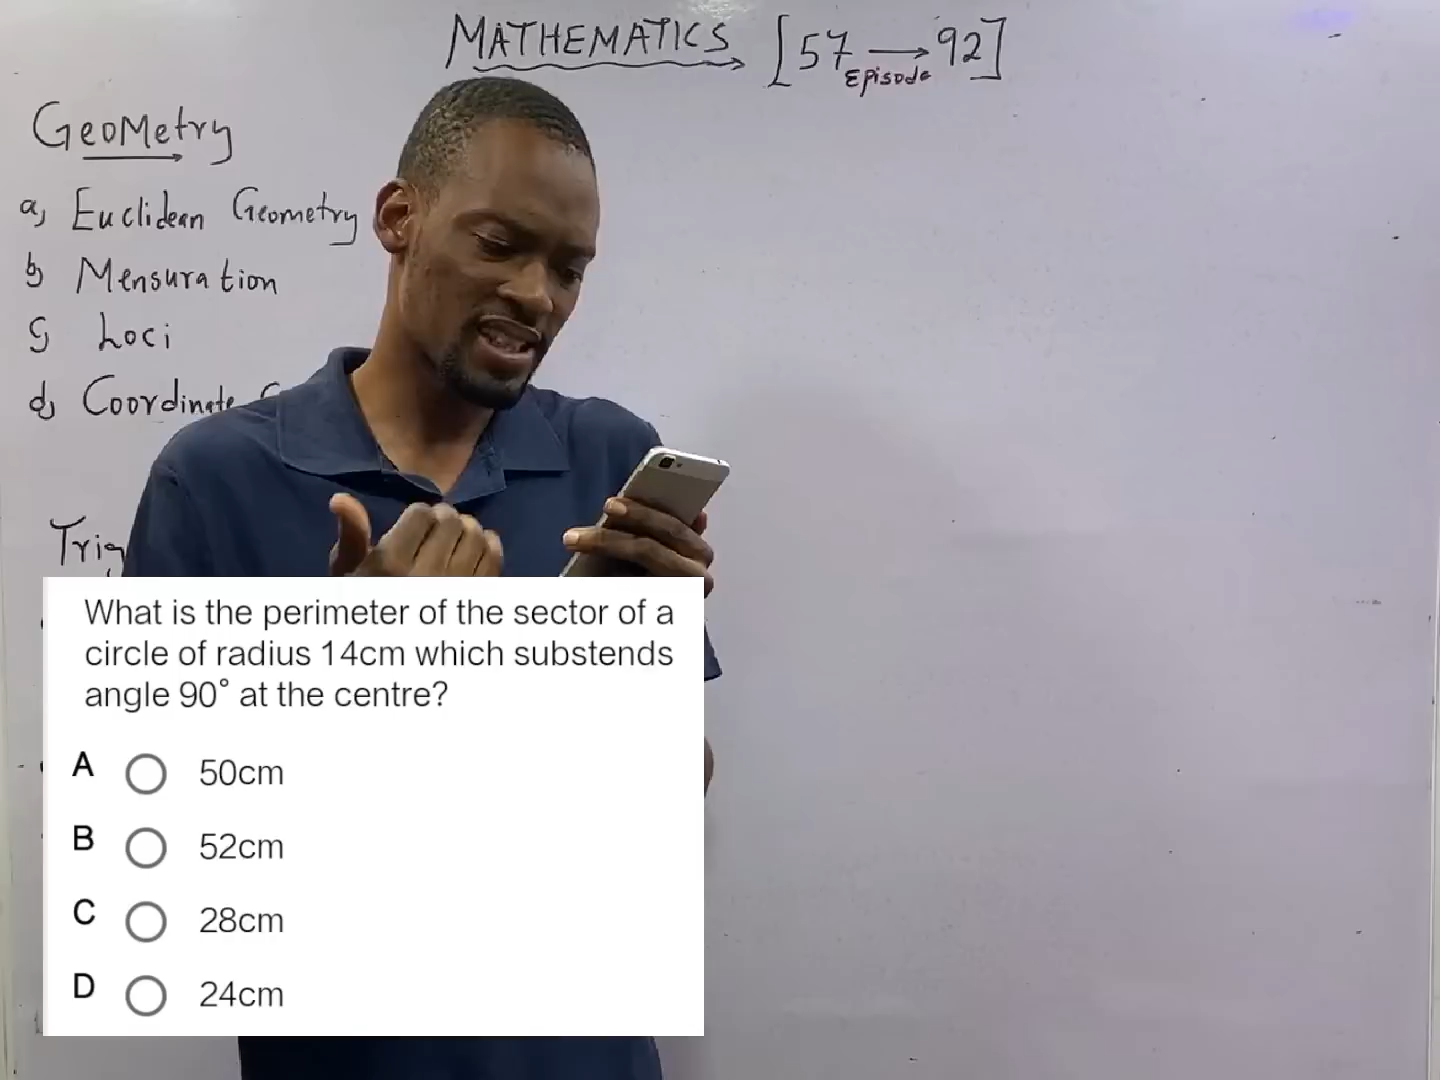 MATHEMATICS [57 → 92]
Episode
GeoMetry
a, Euclidean Geometry
b, Mensuration
c, Loci
d, Coordinate
What is the perimeter of the sector of a
circle of radius 14cm which substends
angle 90° at the centre?
A 50cm
B 52cm
C 28cm
D 24cm